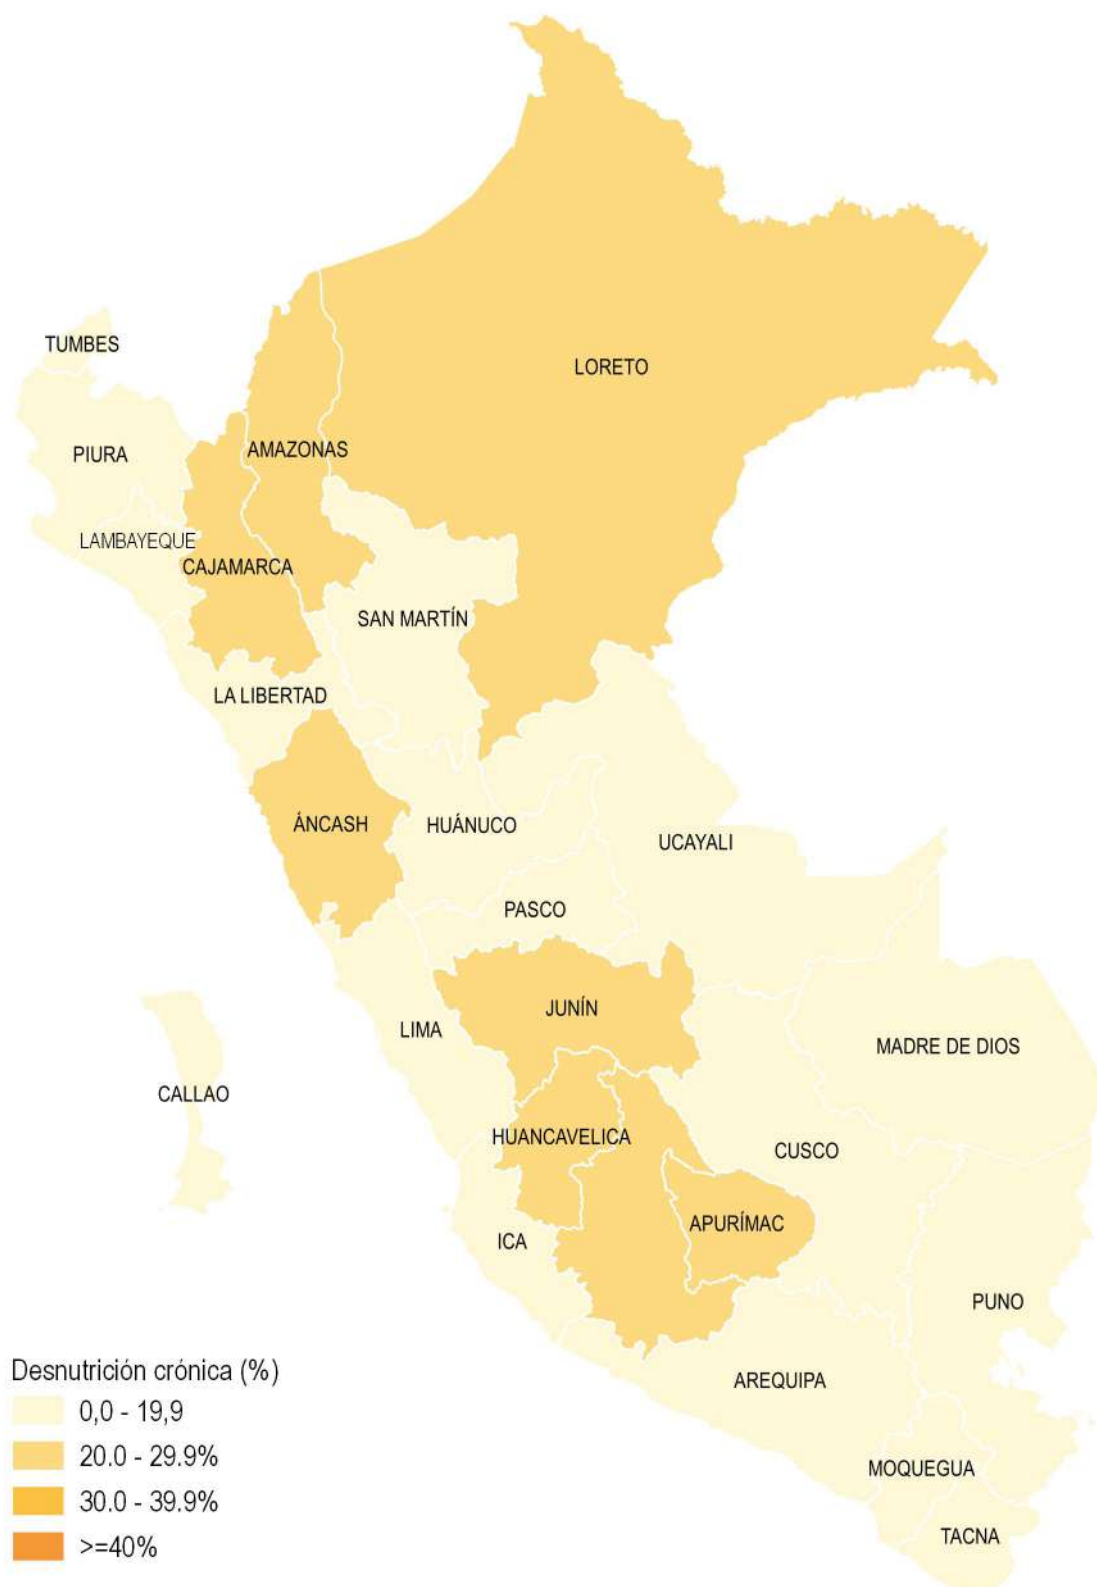 TUMBES
LORETO
AMAZONAS
PIURA
LAMBAYEQUE
CAJAMARCA
SAN MARTÍN
LA LIBERTAD
ÁNCASH
HUÁNUCO
UCAYALI
PASCO
JUNÍN
LIMA
MADRE DE DIOS
CALLAO
HUANCAVELICA
CUSCO
APURÍMAC
ICA
PUNO
AREQUIPA
MOQUEGUA
TACNA
Desnutrición crónica (%)
0,0 - 19,9
20.0 - 29.9%
30.0 - 39.9%
>=40%